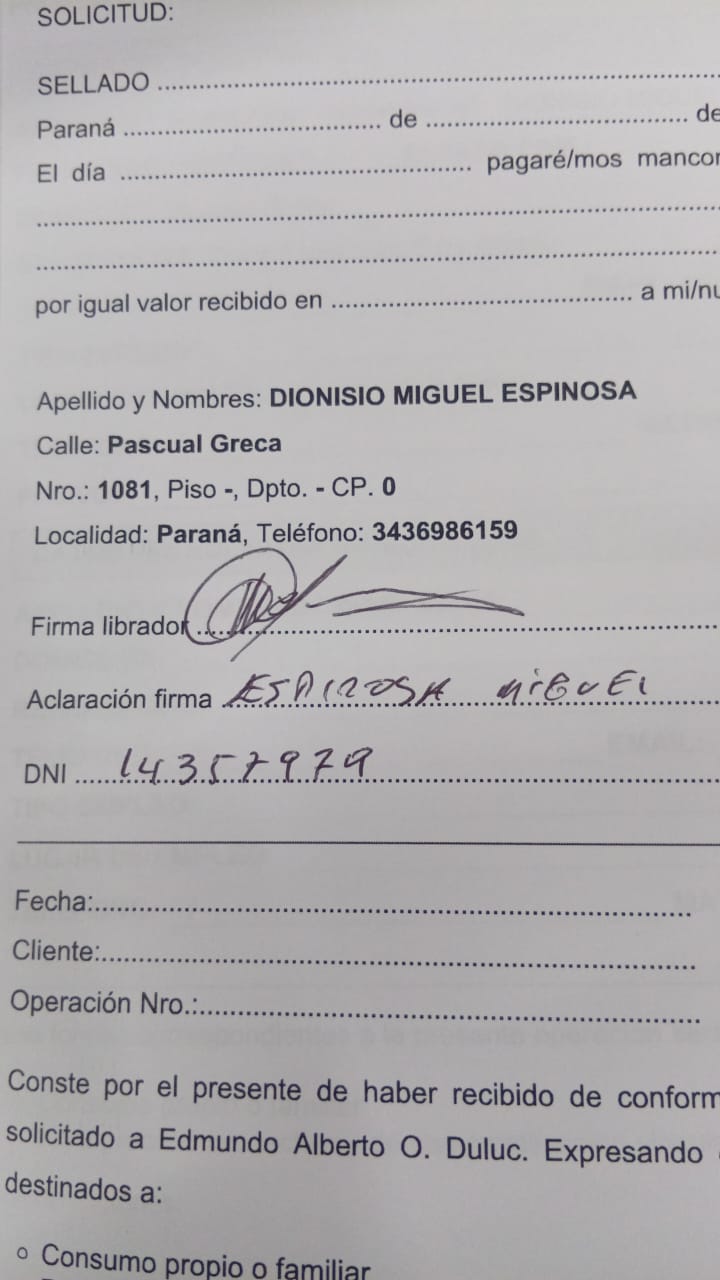 SOLICITUD:
SELLADO ........................................
Paraná .............................. de .............................. de
El día ........................................ pagaré/mos mancor
............................................................
............................................................
por igual valor recibido en .............................. a mi/nu
Apellido y Nombres: DIONISIO MIGUEL ESPINOSA
Calle: Pascual Greca
Nro.: 1081, Piso -, Dpto. - CP. 0
Localidad: Paraná, Teléfono: 3436986159
Firma librador ........................................
Aclaración firma ESPINOSA MIGUEL
DNI ..... 14357979 ..............................
Fecha:........................................
Cliente:........................................
Operación Nro.:........................................
Conste por el presente de haber recibido de conform
solicitado a Edmundo Alberto O. Duluc. Expresando
destinados a:
o Consumo propio o familiar